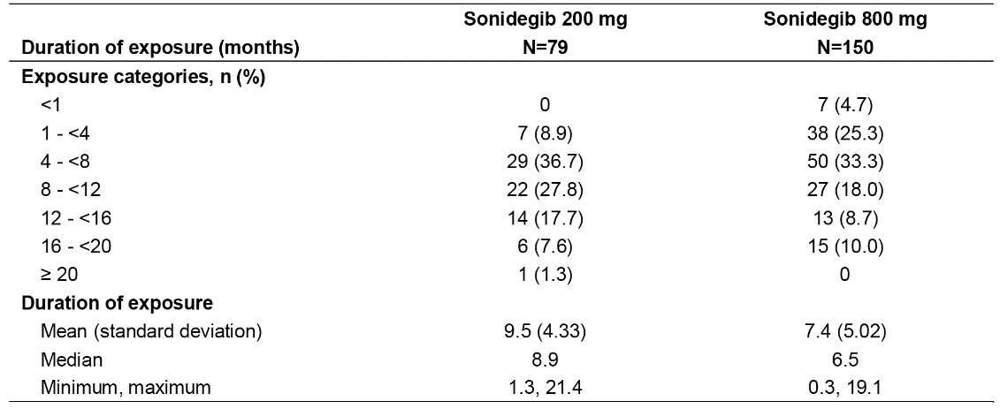 Sonidegib 200 mg Sonidegib 800 mg
Duration of exposure (months) N=79 N=150
Exposure categories, n (%)
<1 0 7 (4.7)
1 - <4 7 (8.9) 38 (25.3)
4 - <8 29 (36.7) 50 (33.3)
8 - <12 22 (27.8) 27 (18.0)
12 - <16 14 (17.7) 13 (8.7)
16 - <20 6 (7.6) 15 (10.0)
≥ 20 1 (1.3) 0
Duration of exposure
Mean (standard deviation) 9.5 (4.33) 7.4 (5.02)
Median 8.9 6.5
Minimum, maximum 1.3, 21.4 0.3, 19.1